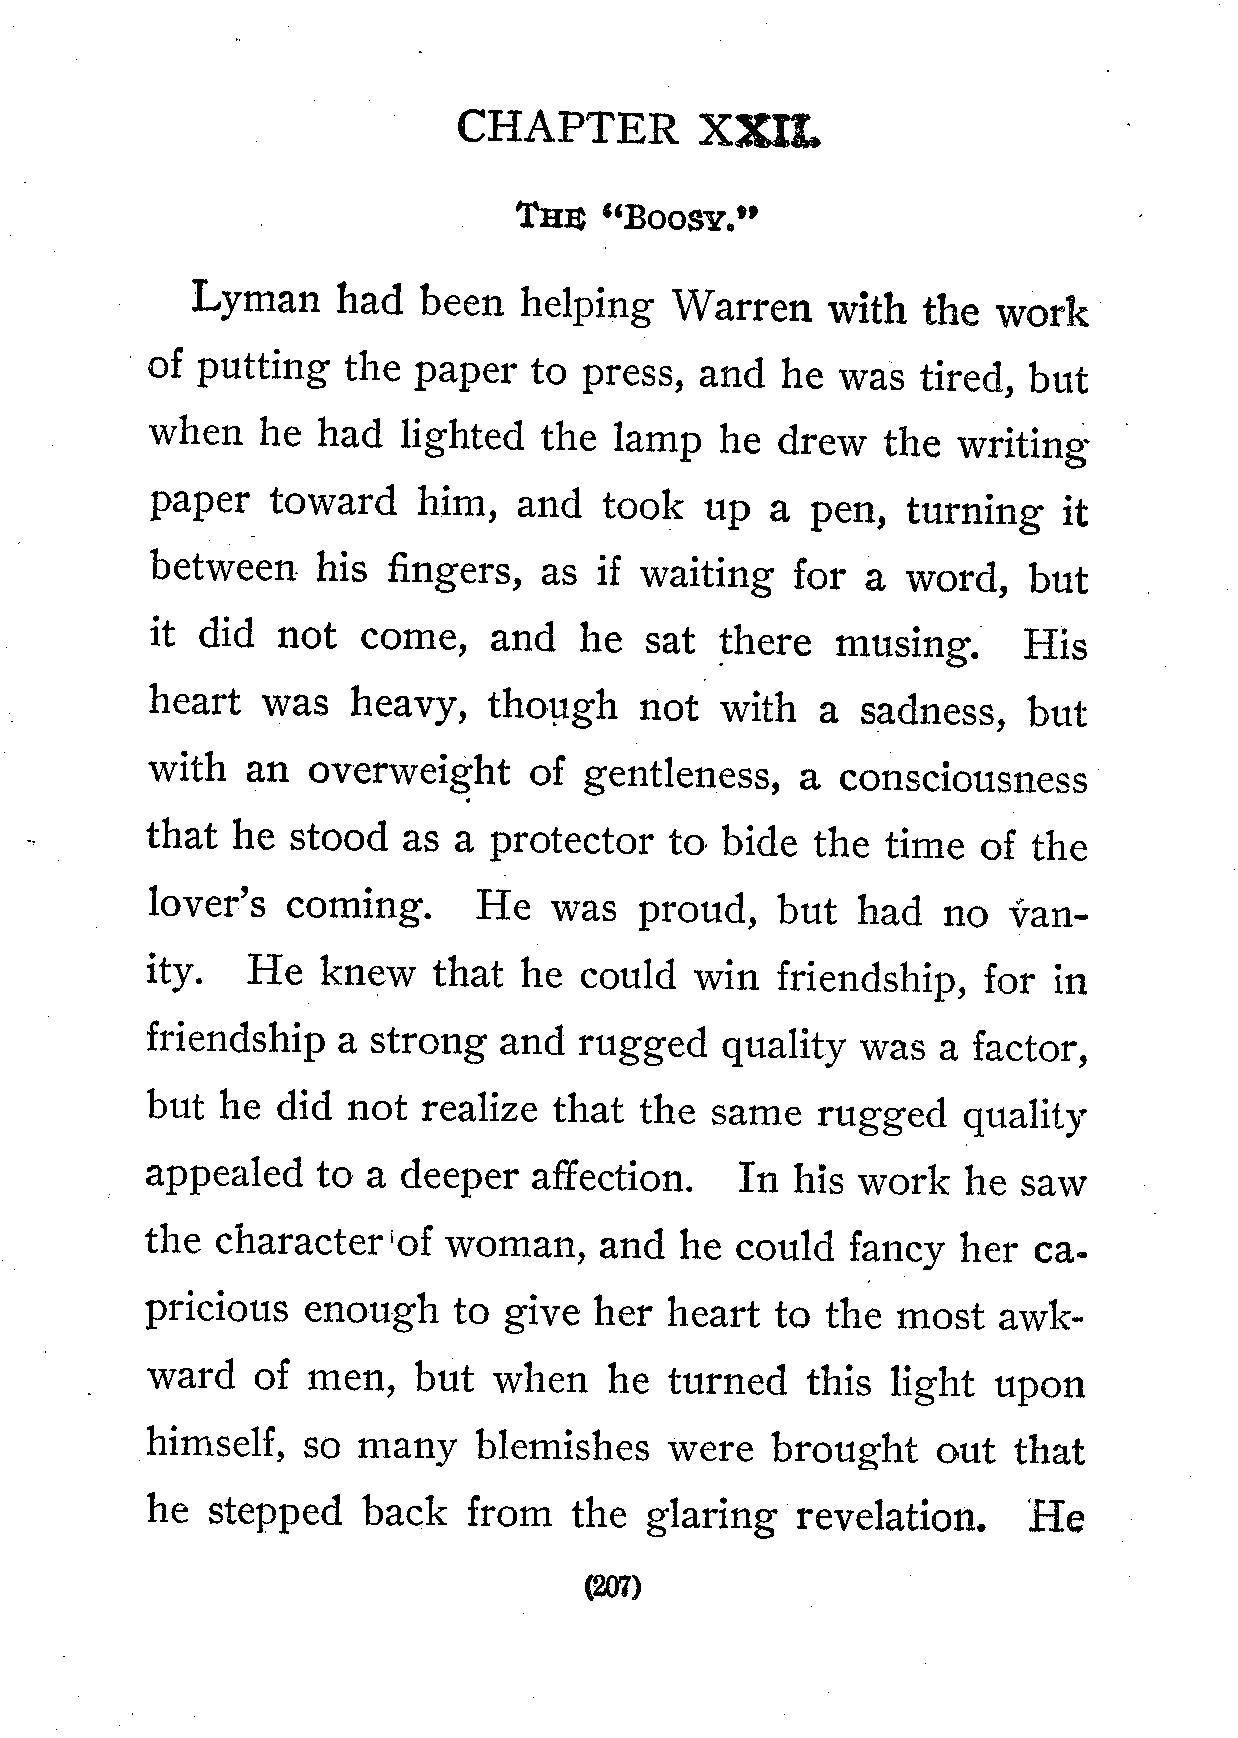 CHAPTER XXII.
THE "BOOSY."
Lyman had been helping Warren with the work
of putting the paper to press, and he was tired, but
when he had lighted the lamp he drew the writing
paper toward him, and took up a pen, turning it
between his fingers, as if waiting for a word, but
it did not come, and he sat there musing. His
heart was heavy, though not with a sadness, but
with an overweight of gentleness, a consciousness
that he stood as a protector to bide the time of the
lover's coming. He was proud, but had no van-
ity. He knew that he could win friendship, for in
friendship a strong and rugged quality was a factor,
but he did not realize that the same rugged quality
appealed to a deeper affection. In his work he saw
the character of woman, and he could fancy her ca-
pricious enough to give her heart to the most awk-
ward of men, but when he turned this light upon
himself, so many blemishes were brought out that
he stepped back from the glaring revelation. He
(207)